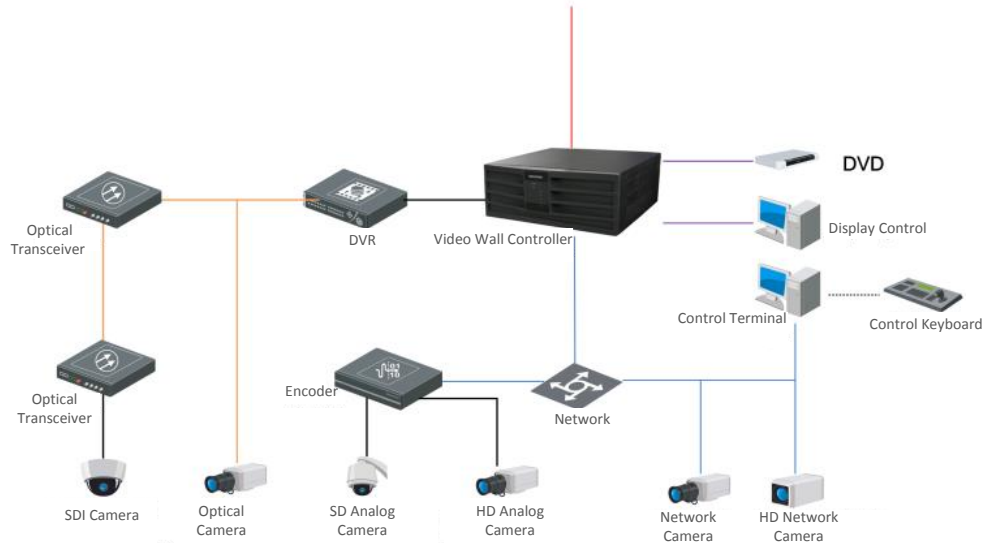 DVD
Optical
Transceiver
DVR
Video Wall Controller
Display Control
Control Terminal
Control Keyboard
Optical
Transceiver
Encoder
Network
SDI Camera
Optical
Camera
SD Analog
Camera
HD Analog
Camera
Network
Camera
HD Network
Camera